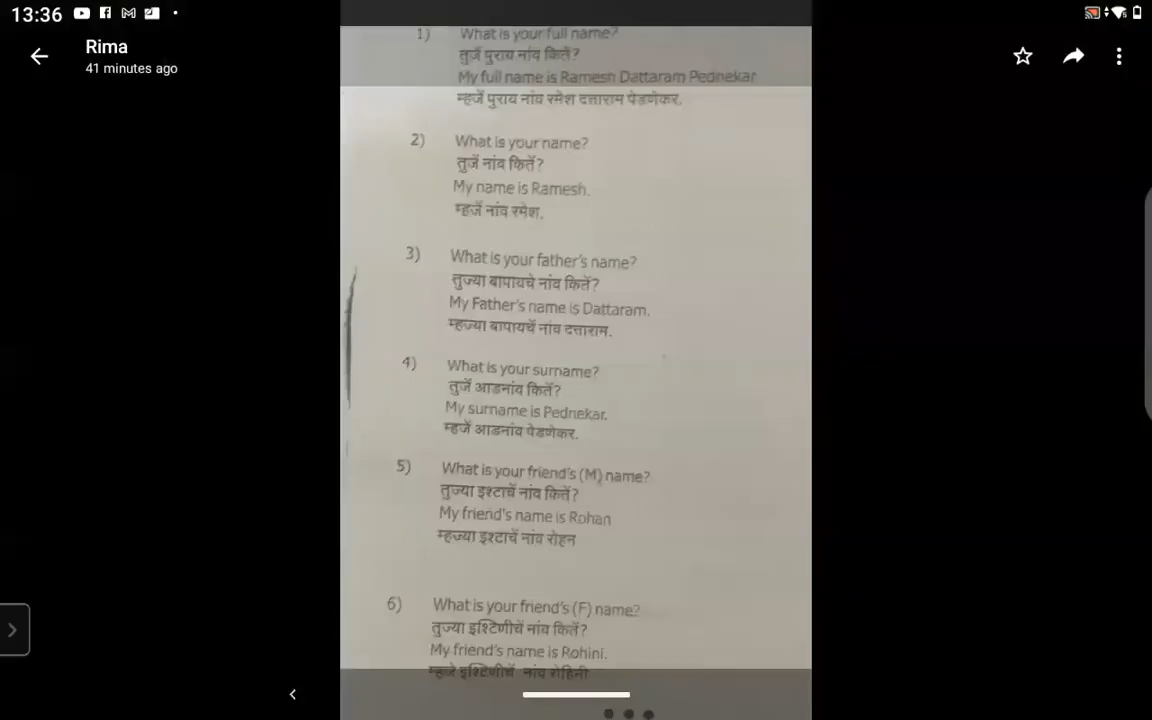 13:36
Rima
41 minutes ago
1) What is your full name?
तुजें पुराय नांव कितें?
My full name is Ramesh Dattaram Pednekar
म्हजें पुराय नांव रमेश दत्ताराम पेडणेकर.
2) What is your name?
तुजें नांव कितें?
My name is Ramesh.
म्हजें नांव रमेश.
3) What is your father's name?
तुज्या बापायचे नांव कितें?
My Father's name is Dattaram.
म्हज्या बापायचें नांव दत्ताराम.
4) What is your surname?
तुजें आडनांव कितें?
My surname is Pednekar.
म्हजें आडनांव पेडणेकर.
5) What is your friend's (M) name?
तुज्या इश्टाचें नांव कितें?
My friend's name is Rohan
म्हज्या इश्टाचें नांव रोहन
6) What is your friend's (F) name?
तुज्या इश्टिणीचें नांव कितें?
My friend's name is Rohini.
म्हजे इश्टिणीचें नांव रोहिनी